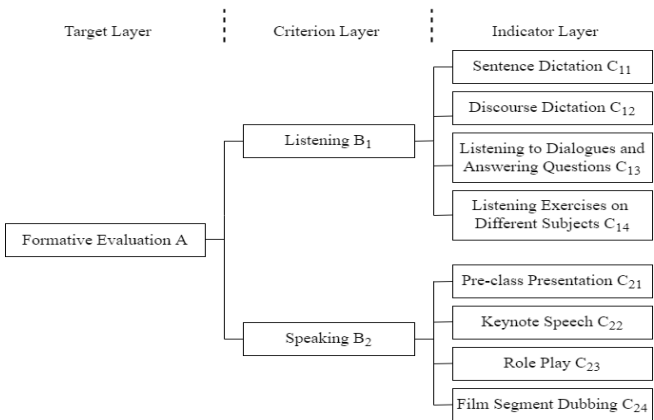 Target Layer
Criterion Layer
Indicator Layer
Sentence Dictation C11
Discourse Dictation C12
Listening B1
Listening to Dialogues and
Answering Questions C13
Listening Exercises on
Different Subjects C14
Formative Evaluation A
Pre-class Presentation C21
Keynote Speech C22
Speaking B2
Role Play C23
Film Segment Dubbing C24